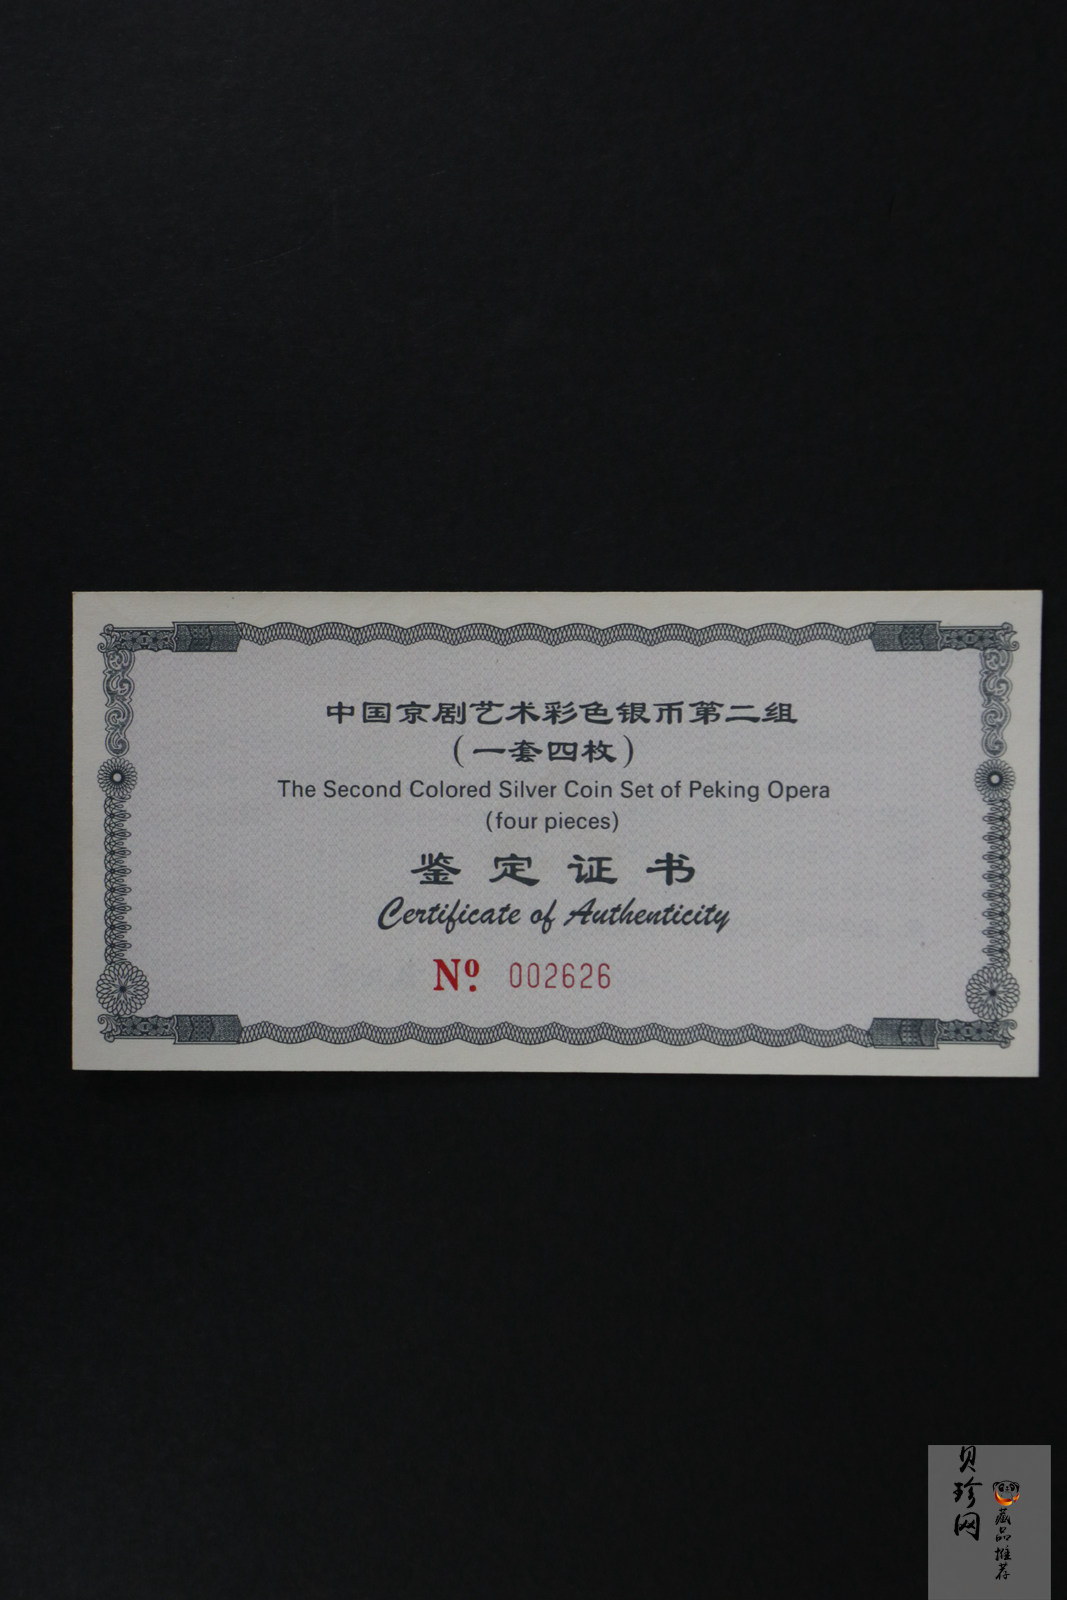 中国京剧艺术彩色银币第二组
（一套四枚）
The Second Colored Silver Coin Set of Peking Opera
(four pieces)
鉴定证书
Certificate of Authenticity
Nº. 002626
贝珍网
藏品推荐